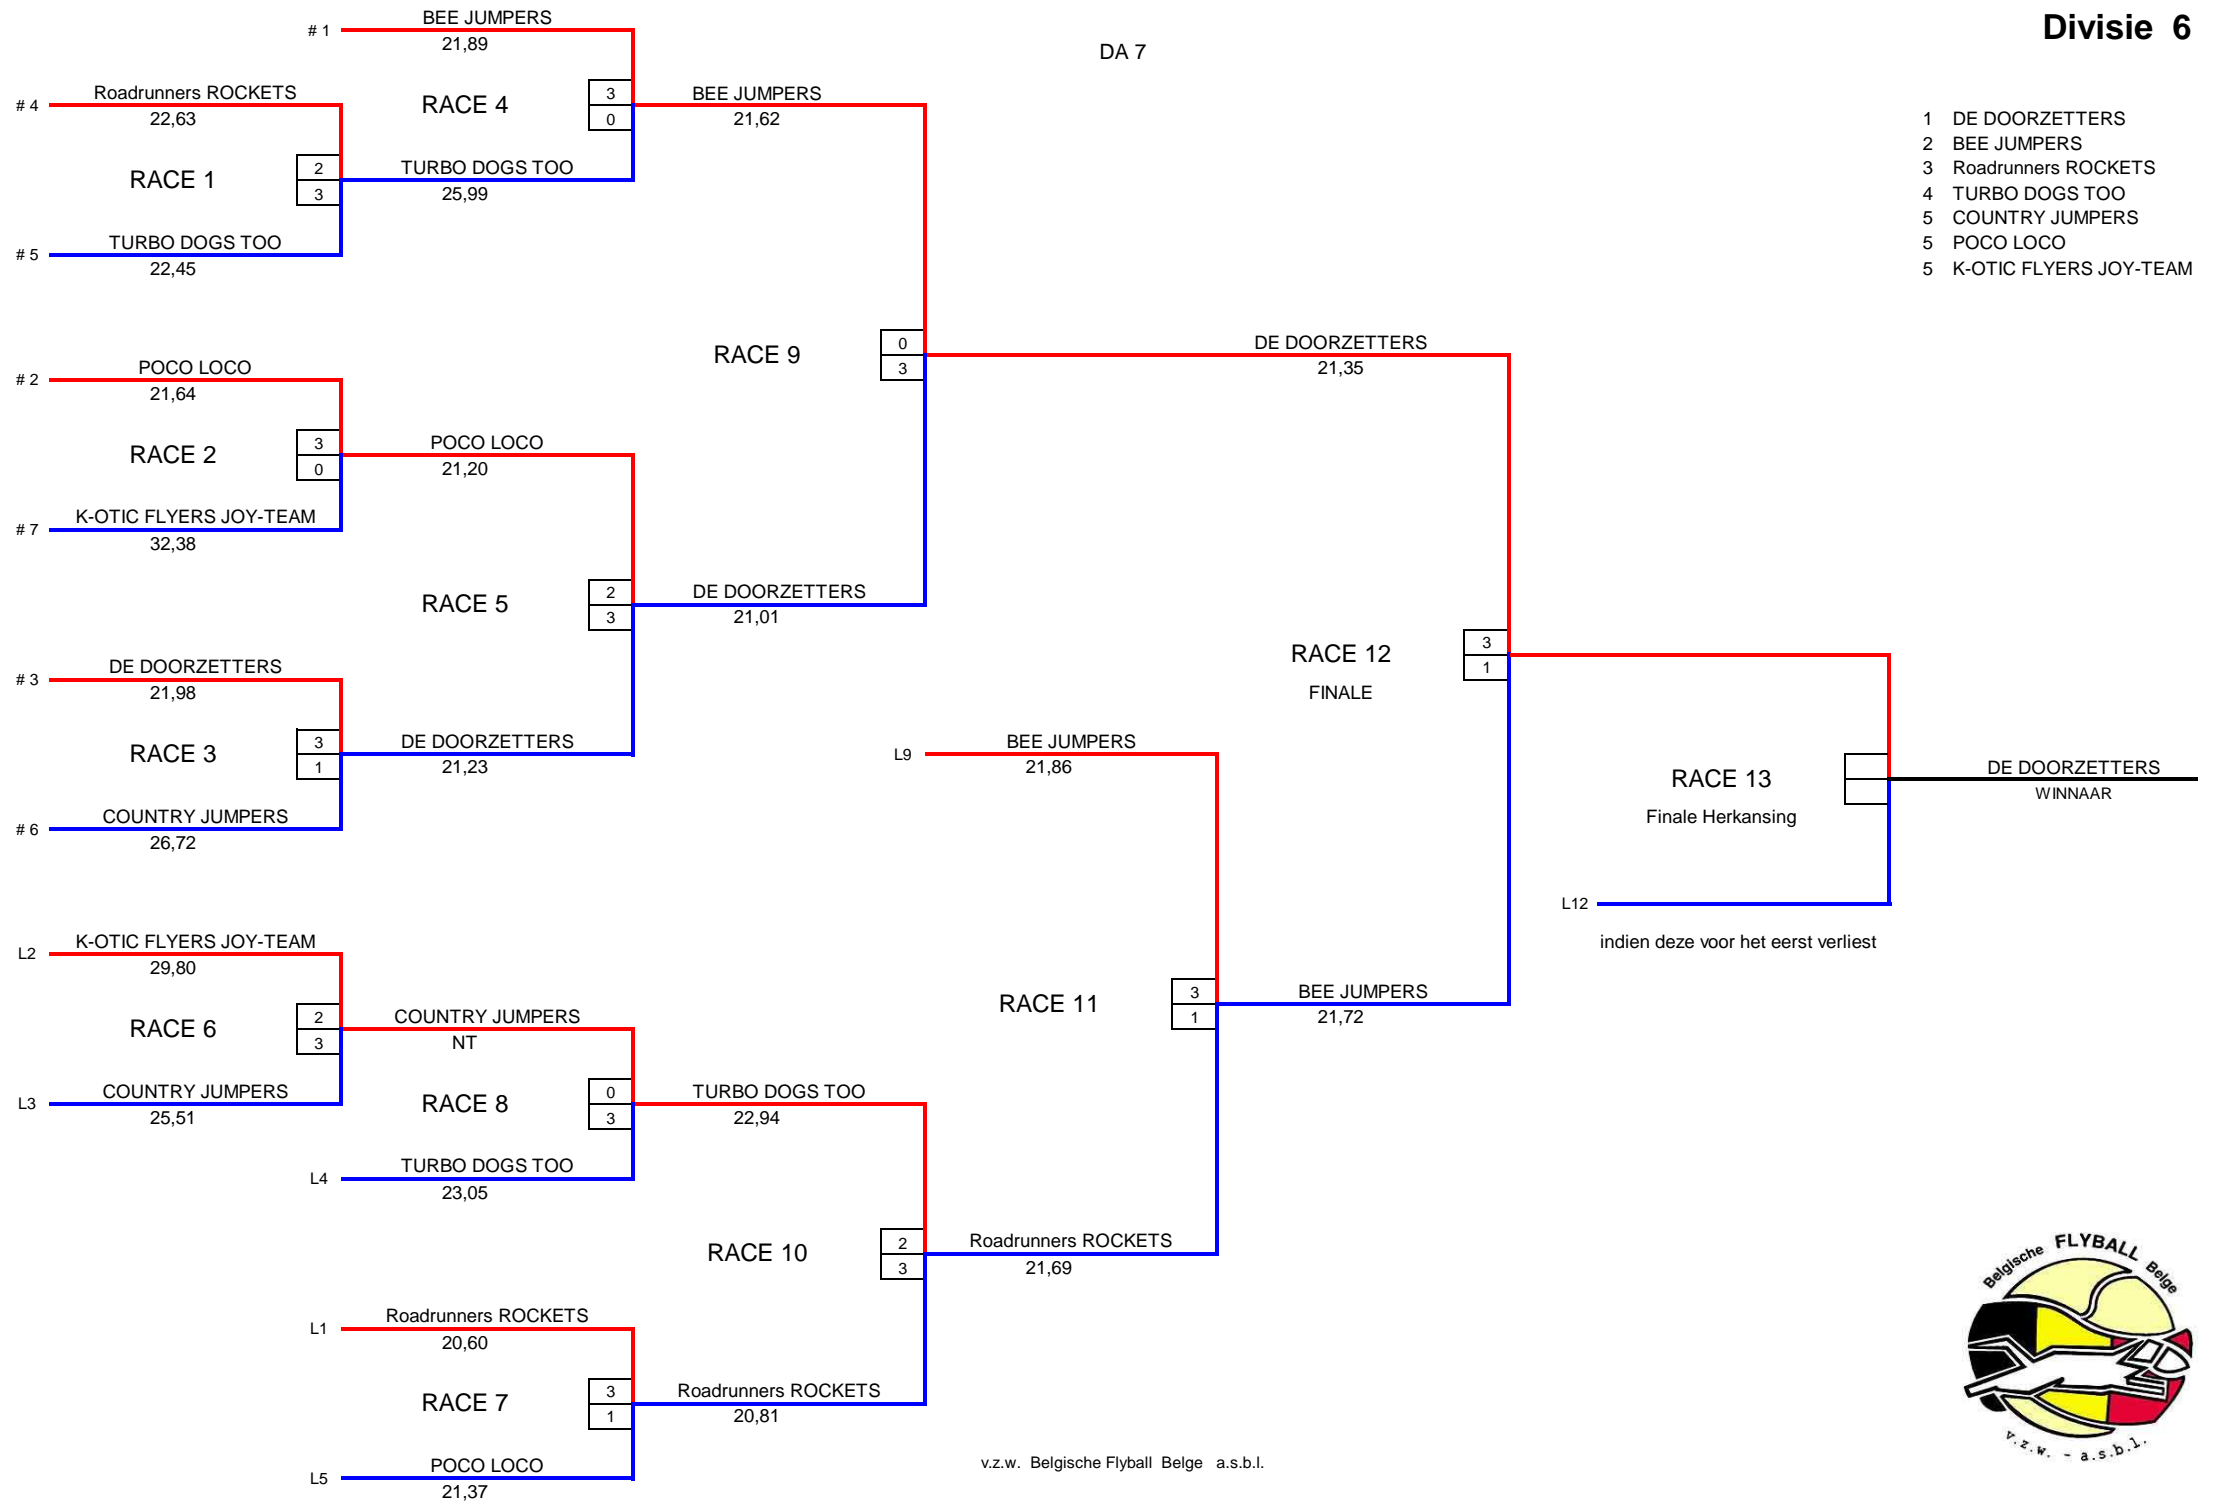 Divisie 6
DA 7
1 DE DOORZETTERS
2 BEE JUMPERS
3 Roadrunners ROCKETS
4 TURBO DOGS TOO
5 COUNTRY JUMPERS
5 POCO LOCO
5 K-OTIC FLYERS JOY-TEAM
# 1 BEE JUMPERS
21,89
# 4 Roadrunners ROCKETS
22,63
RACE 4
3
0
BEE JUMPERS
21,62
RACE 1
2
3
TURBO DOGS TOO
25,99
# 5 TURBO DOGS TOO
22,45
RACE 9
0
3
DE DOORZETTERS
21,35
# 2 POCO LOCO
21,64
RACE 2
3
0
POCO LOCO
21,20
# 7 K-OTIC FLYERS JOY-TEAM
32,38
RACE 5
2
3
DE DOORZETTERS
21,01
# 3 DE DOORZETTERS
21,98
RACE 3
3
1
DE DOORZETTERS
21,23
# 6 COUNTRY JUMPERS
26,72
RACE 12
FINALE
3
1
L9 BEE JUMPERS
21,86
RACE 13
Finale Herkansing
DE DOORZETTERS
WINNAAR
L12
indien deze voor het eerst verliest
L2 K-OTIC FLYERS JOY-TEAM
29,80
RACE 6
2
3
COUNTRY JUMPERS
NT
L3 COUNTRY JUMPERS
25,51
RACE 11
3
1
BEE JUMPERS
21,72
RACE 8
0
3
TURBO DOGS TOO
22,94
L4 TURBO DOGS TOO
23,05
RACE 10
2
3
Roadrunners ROCKETS
21,69
L1 Roadrunners ROCKETS
20,60
RACE 7
3
1
Roadrunners ROCKETS
20,81
L5 POCO LOCO
21,37
v.z.w. Belgische Flyball Belge a.s.b.l.
Belgische FLYBALL Belge
v.z.w. - a.s.b.l.